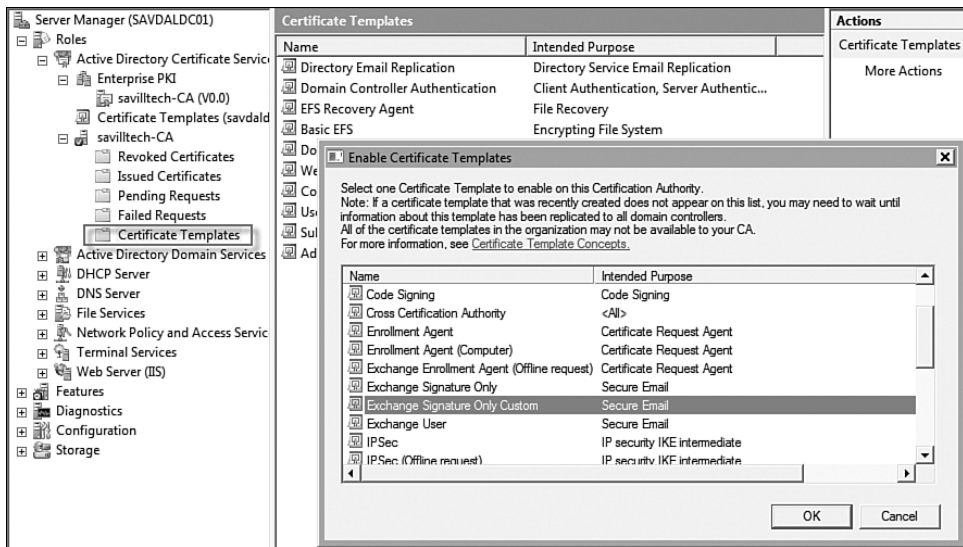 Server Manager (SAVDALDC01)
Roles
Active Directory Certificate Servic
Enterprise PKI
savilltech-CA (V0.0)
Certificate Templates (savdald
savilltech-CA
Revoked Certificates
Issued Certificates
Pending Requests
Failed Requests
Certificate Templates
Active Directory Domain Services
DHCP Server
DNS Server
File Services
Network Policy and Access Servic
Terminal Services
Web Server (IIS)
Features
Diagnostics
Configuration
Storage
Certificate Templates
Name Intended Purpose
Directory Email Replication Directory Service Email Replication
Domain Controller Authentication Client Authentication, Server Authentic...
EFS Recovery Agent File Recovery
Basic EFS Encrypting File System
Do
We
Co
Us
Sul
Ad
Enable Certificate Templates
Select one Certificate Template to enable on this Certification Authority.
Note: If a certificate template that was recently created does not appear on this list, you may need to wait until
information about this template has been replicated to all domain controllers.
All of the certificate templates in the organization may not be available to your CA.
For more information, see Certificate Template Concepts.
Name Intended Purpose
Code Signing Code Signing
Cross Certification Authority <All>
Enrollment Agent Certificate Request Agent
Enrollment Agent (Computer) Certificate Request Agent
Exchange Enrollment Agent (Offline request) Certificate Request Agent
Exchange Signature Only Secure Email
Exchange Signature Only Custom Secure Email
Exchange User Secure Email
IPSec IP security IKE intermediate
IPSec (Offline request) IP security IKE intermediate
OK Cancel
Actions
Certificate Templates
More Actions